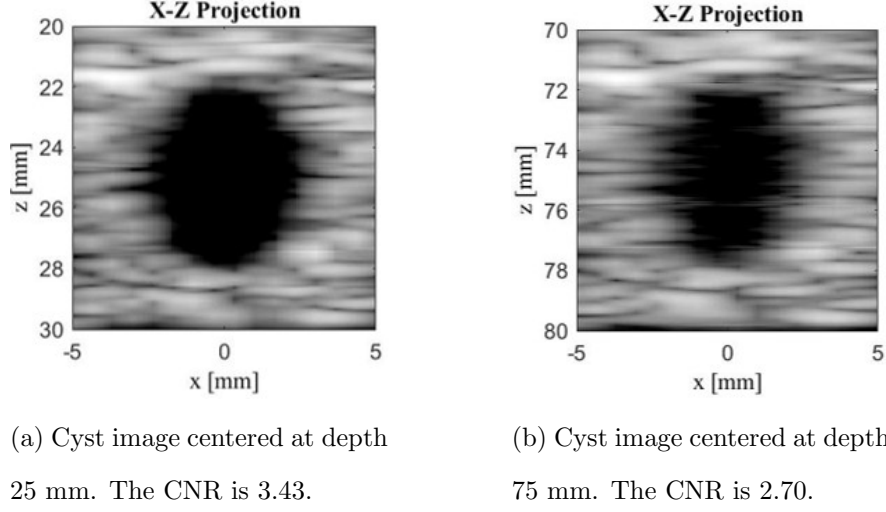 X-Z Projection
20
22
24
26
28
30
z [mm]
-5 0 5
x [mm]
(a) Cyst image centered at depth
25 mm. The CNR is 3.43.
X-Z Projection
70
72
74
76
78
80
z [mm]
-5 0 5
x [mm]
(b) Cyst image centered at depth
75 mm. The CNR is 2.70.